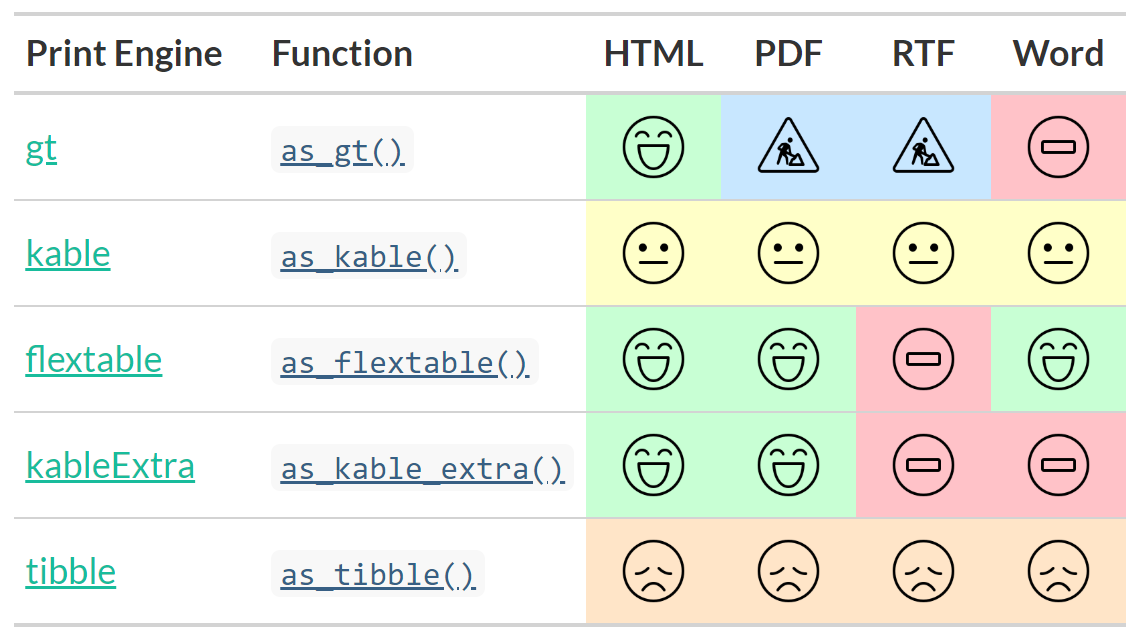 Print Engine Function HTML PDF RTF Word
gt as_gt()
kable as_kable()
flextable as_flextable()
kableExtra as_kable_extra()
tibble as_tibble()